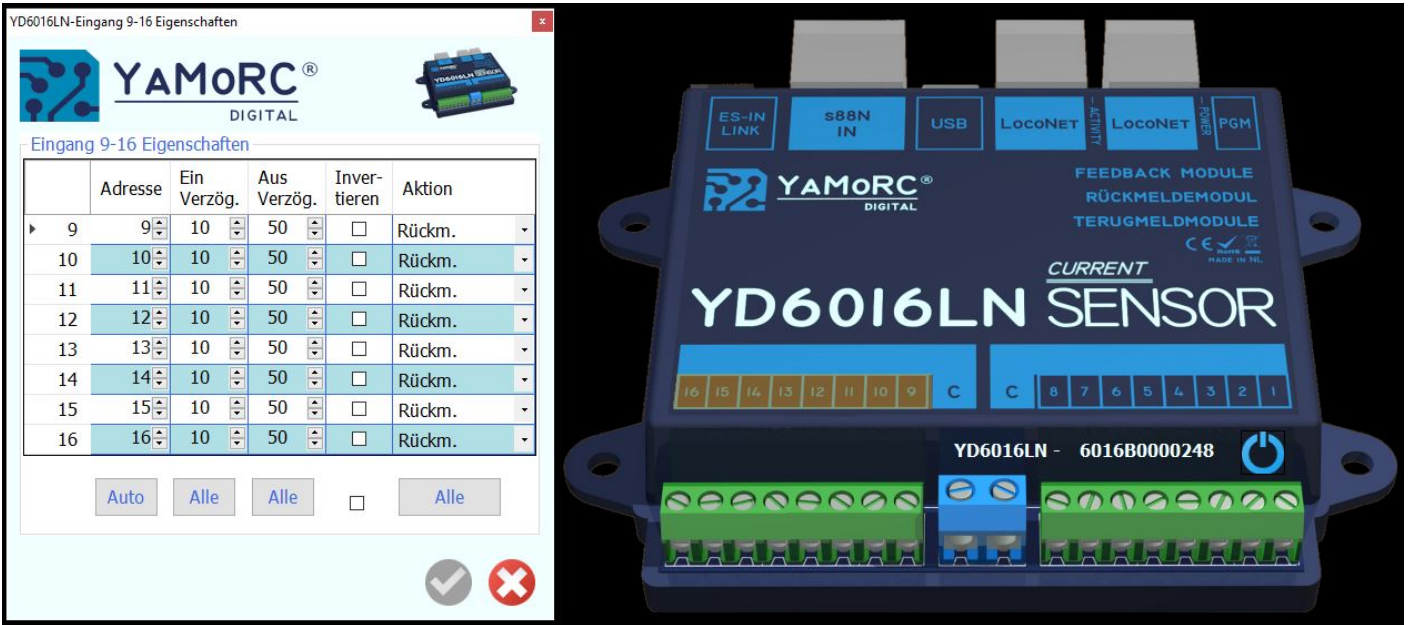 YD6016LN-Eingang 9-16 Eigenschaften
x
YAMORC®
DIGITAL
YD6016LN SENSOR
Eingang 9-16 Eigenschaften
Adresse Ein Verzög. Aus Verzög. Inver-tieren Aktion
9 9 10 50 Rückm.
10 10 10 50 Rückm.
11 11 10 50 Rückm.
12 12 10 50 Rückm.
13 13 10 50 Rückm.
14 14 10 50 Rückm.
15 15 10 50 Rückm.
16 16 10 50 Rückm.
Auto Alle Alle Alle
ES-IN LINK
s88N IN
USB
LocoNet
ACTIVITY
LocoNet
POWER
PGM
YAMORC®
DIGITAL
FEEDBACK MODULE
RÜCKMELDEMODUL
TERUGMELDMODULE
CE RoHS
MADE IN NL
CURRENT
YD6016LN SENSOR
16 15 14 13 12 11 10 9 C C 8 7 6 5 4 3 2 1
YD6016LN - 6016B0000248